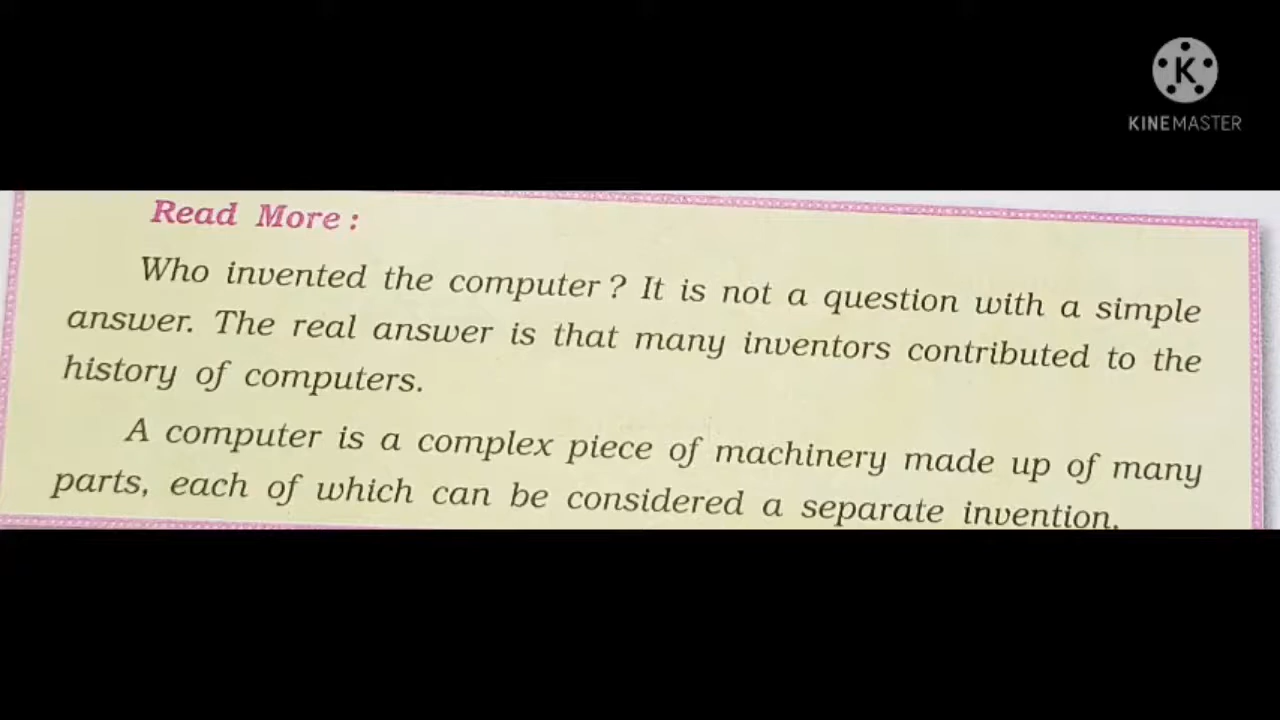 K
KINEMASTER
Read More :
Who invented the computer ? It is not a question with a simple
answer. The real answer is that many inventors contributed to the
history of computers.
A computer is a complex piece of machinery made up of many
parts, each of which can be considered a separate invention.